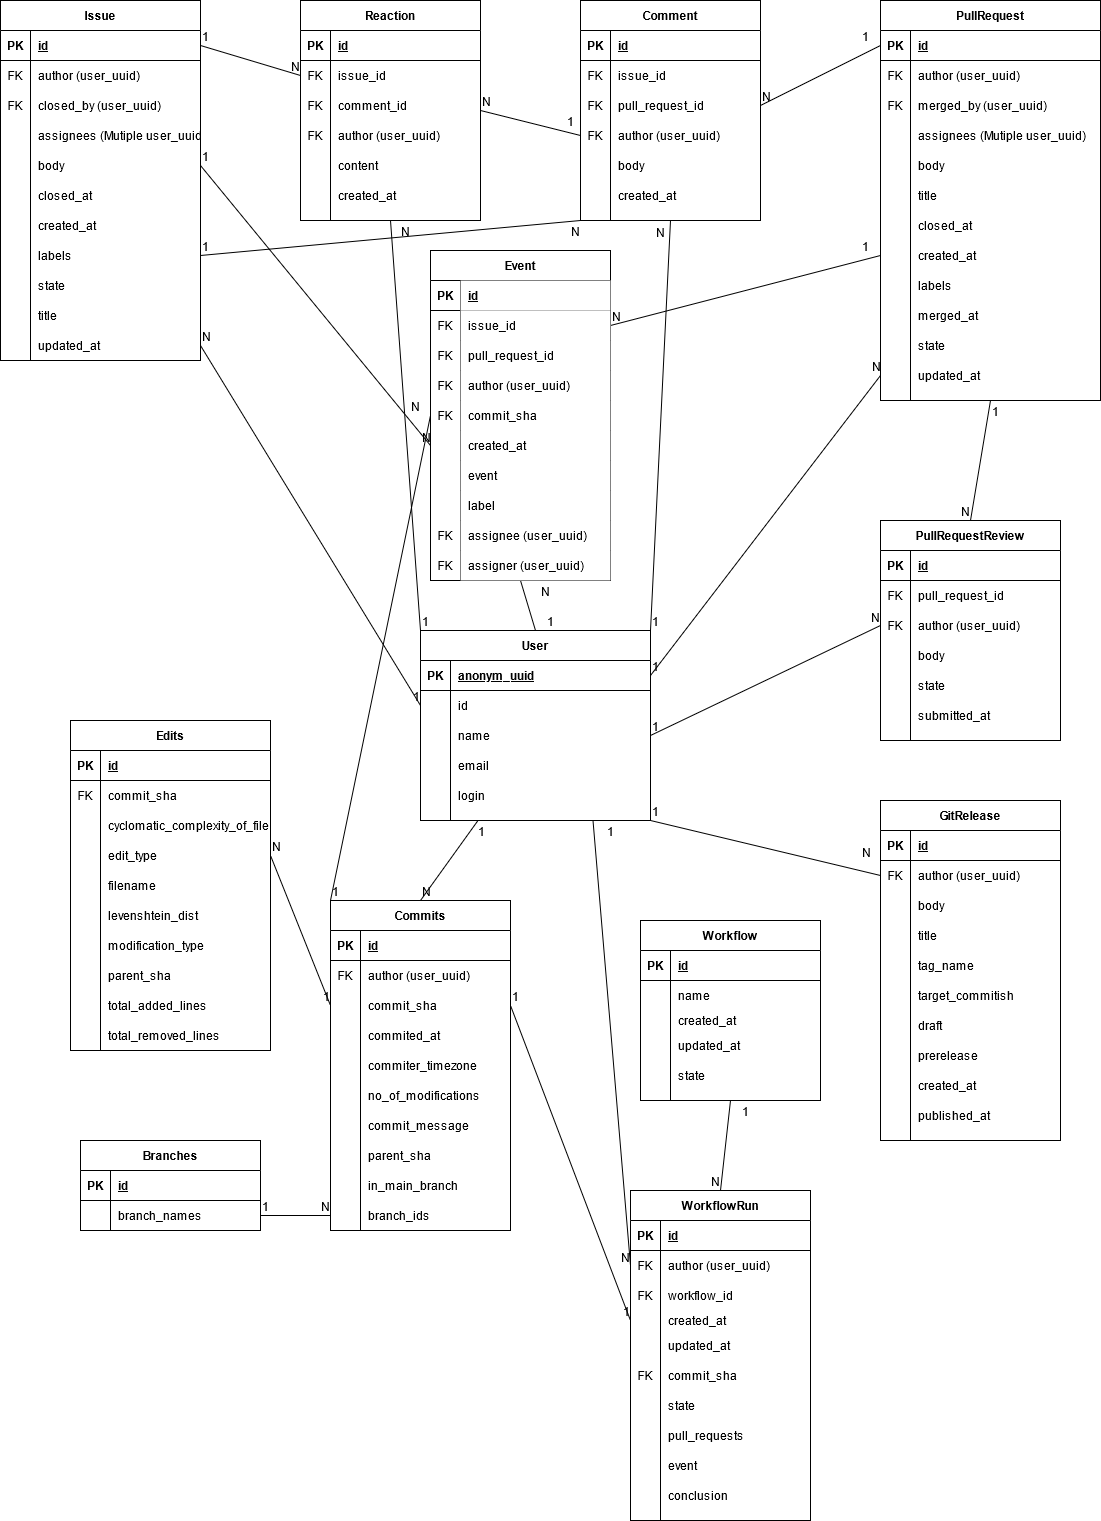 Issue
PK id
FK author (user_uuid)
FK closed_by (user_uuid)
assignees (Mutiple user_uuid
body
closed_at
created_at
labels
state
title
updated_at
Reaction
PK id
FK issue_id
FK comment_id
FK author (user_uuid)
content
created_at
Comment
PK id
FK issue_id
FK pull_request_id
FK author (user_uuid)
body
created_at
PullRequest
PK id
FK author (user_uuid)
FK merged_by (user_uuid)
assignees (Mutiple user_uuid)
body
title
closed_at
created_at
labels
merged_at
state
updated_at
1
N
N
1
1
N
1
1
N
N
N
1
N
N
N
N
N
1
N
Event
PK id
FK issue_id
FK pull_request_id
FK author (user_uuid)
FK commit_sha
created_at
event
label
FK assignee (user_uuid)
FK assigner (user_uuid)
PullRequestReview
PK id
FK pull_request_id
FK author (user_uuid)
body
state
submitted_at
N
1
1
1
1
1
N
1
User
PK anonym_uuid
id
name
email
login
1
1
1
N
Edits
PK id
FK commit_sha
cyclomatic_complexity_of_file
edit_type
filename
levenshtein_dist
modification_type
parent_sha
total_added_lines
total_removed_lines
N
1
1
N
Commits
PK id
FK author (user_uuid)
commit_sha
commited_at
commiter_timezone
no_of_modifications
commit_message
parent_sha
in_main_branch
branch_ids
1
GitRelease
PK id
FK author (user_uuid)
body
title
tag_name
target_commitish
draft
prerelease
created_at
published_at
Workflow
PK id
name
created_at
updated_at
state
1
N
Branches
PK id
branch_names
1
N
N
1
WorkflowRun
PK id
FK author (user_uuid)
FK workflow_id
created_at
updated_at
FK commit_sha
state
pull_requests
event
conclusion